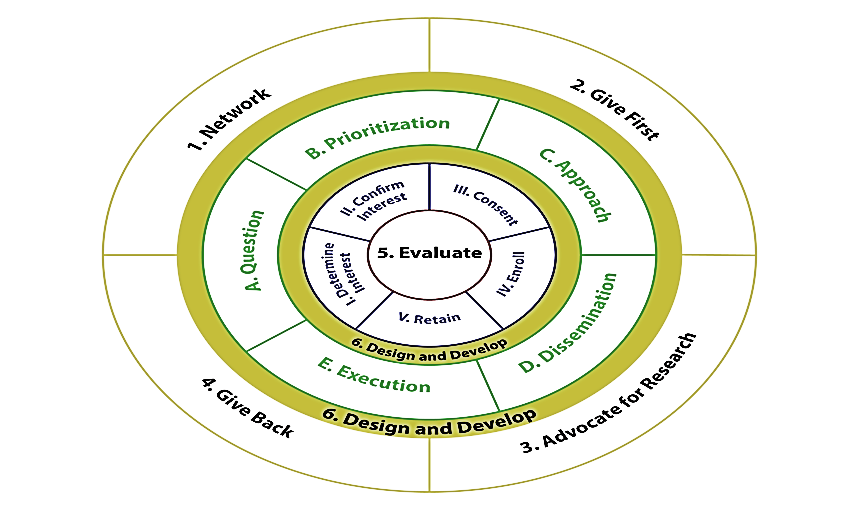 1. Network
2. Give First
3. Advocate for Research
4. Give Back
6. Design and Develop
A. Question
B. Prioritization
C. Approach
D. Dissemination
E. Execution
6. Design and Develop
I. Determine
Interest
II. Confirm
Interest
III. Consent
IV. Enroll
V. Retain
5. Evaluate